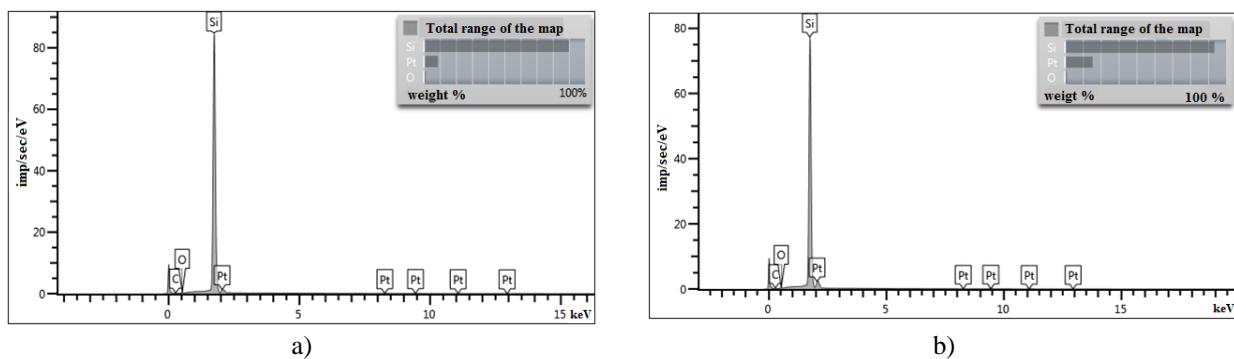 Si
Total range of the map
Si
Pt
O
weight % 100%
80
60
40
20
0
imp/sec/eV
C
O
Pt
Pt
Pt
Pt
Pt
0
5
10
15 keV
a)
Si
Total range of the map
Si
Pt
O
weigt % 100 %
80
60
40
20
0
imp/sec/eV
C
O
Pt
Pt
Pt
Pt
Pt
0
5
10
15
keV
b)